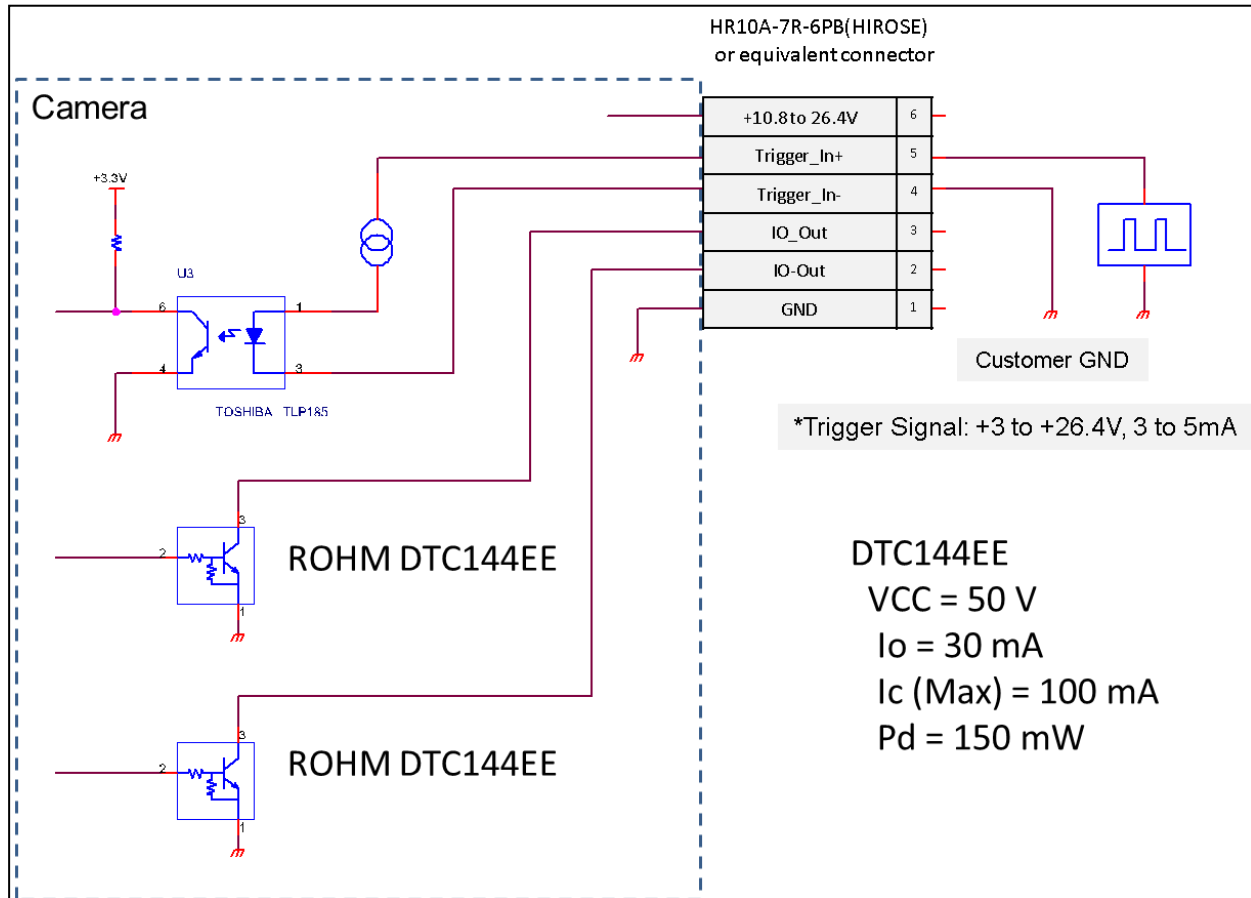 HR10A-7R-6PB(HIROSE)
or equivalent connector
Camera
+10.8 to 26.4V 6
Trigger_In+ 5
Trigger_In- 4
IO_Out 3
IO-Out 2
GND 1
+3.3V
U3
6
1
4
3
TOSHIBA TLP185
Customer GND
*Trigger Signal: +3 to +26.4V, 3 to 5mA
3
2
ROHM DTC144EE
1
DTC144EE
VCC = 50 V
Io = 30 mA
Ic (Max) = 100 mA
Pd = 150 mW
3
2
ROHM DTC144EE
1